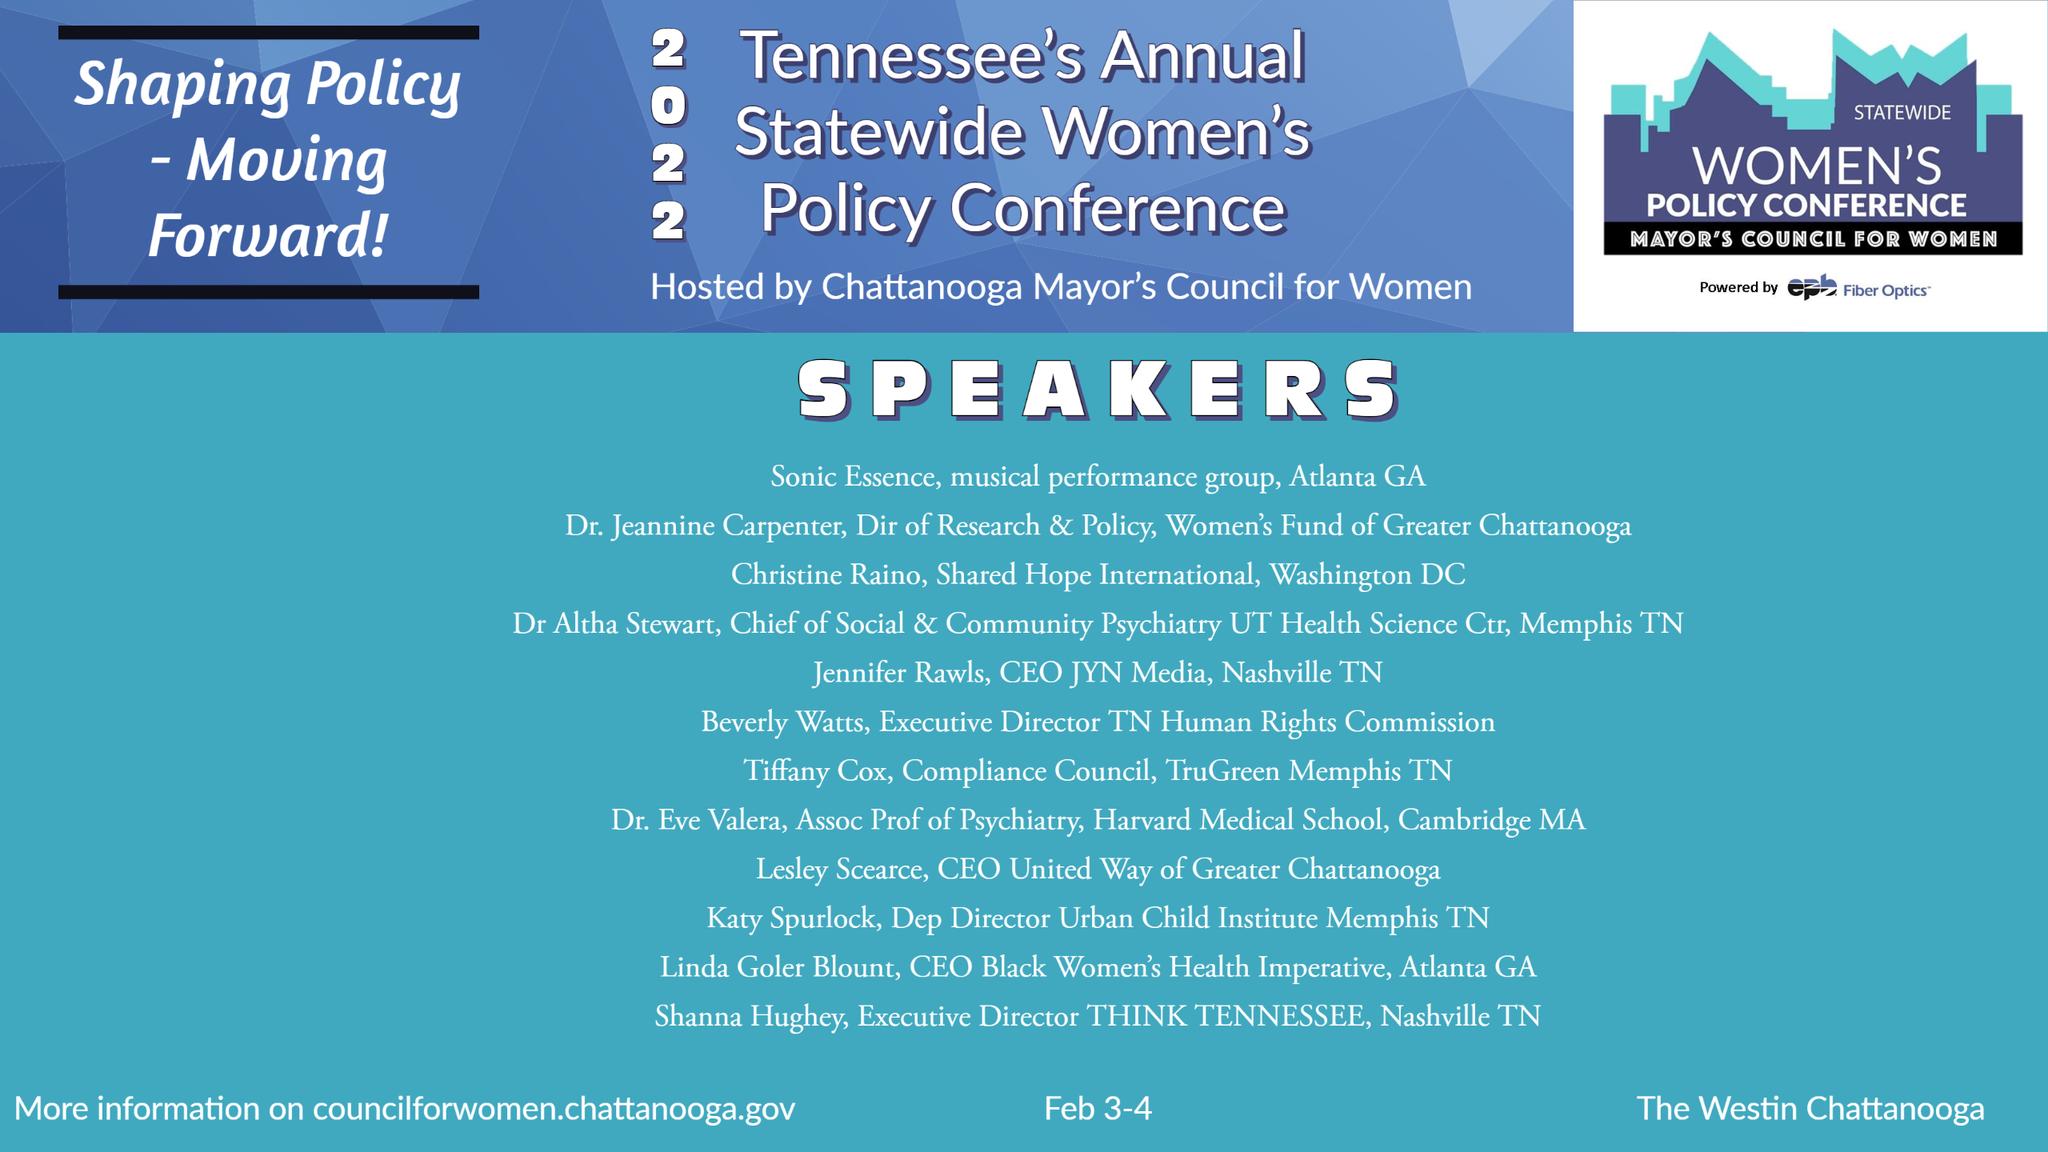 Shaping Policy
- Moving
Forward!
2022
Tennessee's Annual
Statewide Women's
Policy Conference
Hosted by Chattanooga Mayor's Council for Women
STATEWIDE
WOMEN'S
POLICY CONFERENCE
MAYOR'S COUNCIL FOR WOMEN
Powered by epb Fiber Optics℠
SPEAKERS
Sonic Essence, musical performance group, Atlanta GA
Dr. Jeannine Carpenter, Dir of Research & Policy, Women's Fund of Greater Chattanooga
Christine Raino, Shared Hope International, Washington DC
Dr Altha Stewart, Chief of Social & Community Psychiatry UT Health Science Ctr, Memphis TN
Jennifer Rawls, CEO JYN Media, Nashville TN
Beverly Watts, Executive Director TN Human Rights Commission
Tiffany Cox, Compliance Council, TruGreen Memphis TN
Dr. Eve Valera, Assoc Prof of Psychiatry, Harvard Medical School, Cambridge MA
Lesley Scearce, CEO United Way of Greater Chattanooga
Katy Spurlock, Dep Director Urban Child Institute Memphis TN
Linda Goler Blount, CEO Black Women's Health Imperative, Atlanta GA
Shanna Hughey, Executive Director THINK TENNESSEE, Nashville TN
More information on councilforwomen.chattanooga.gov
Feb 3-4
The Westin Chattanooga